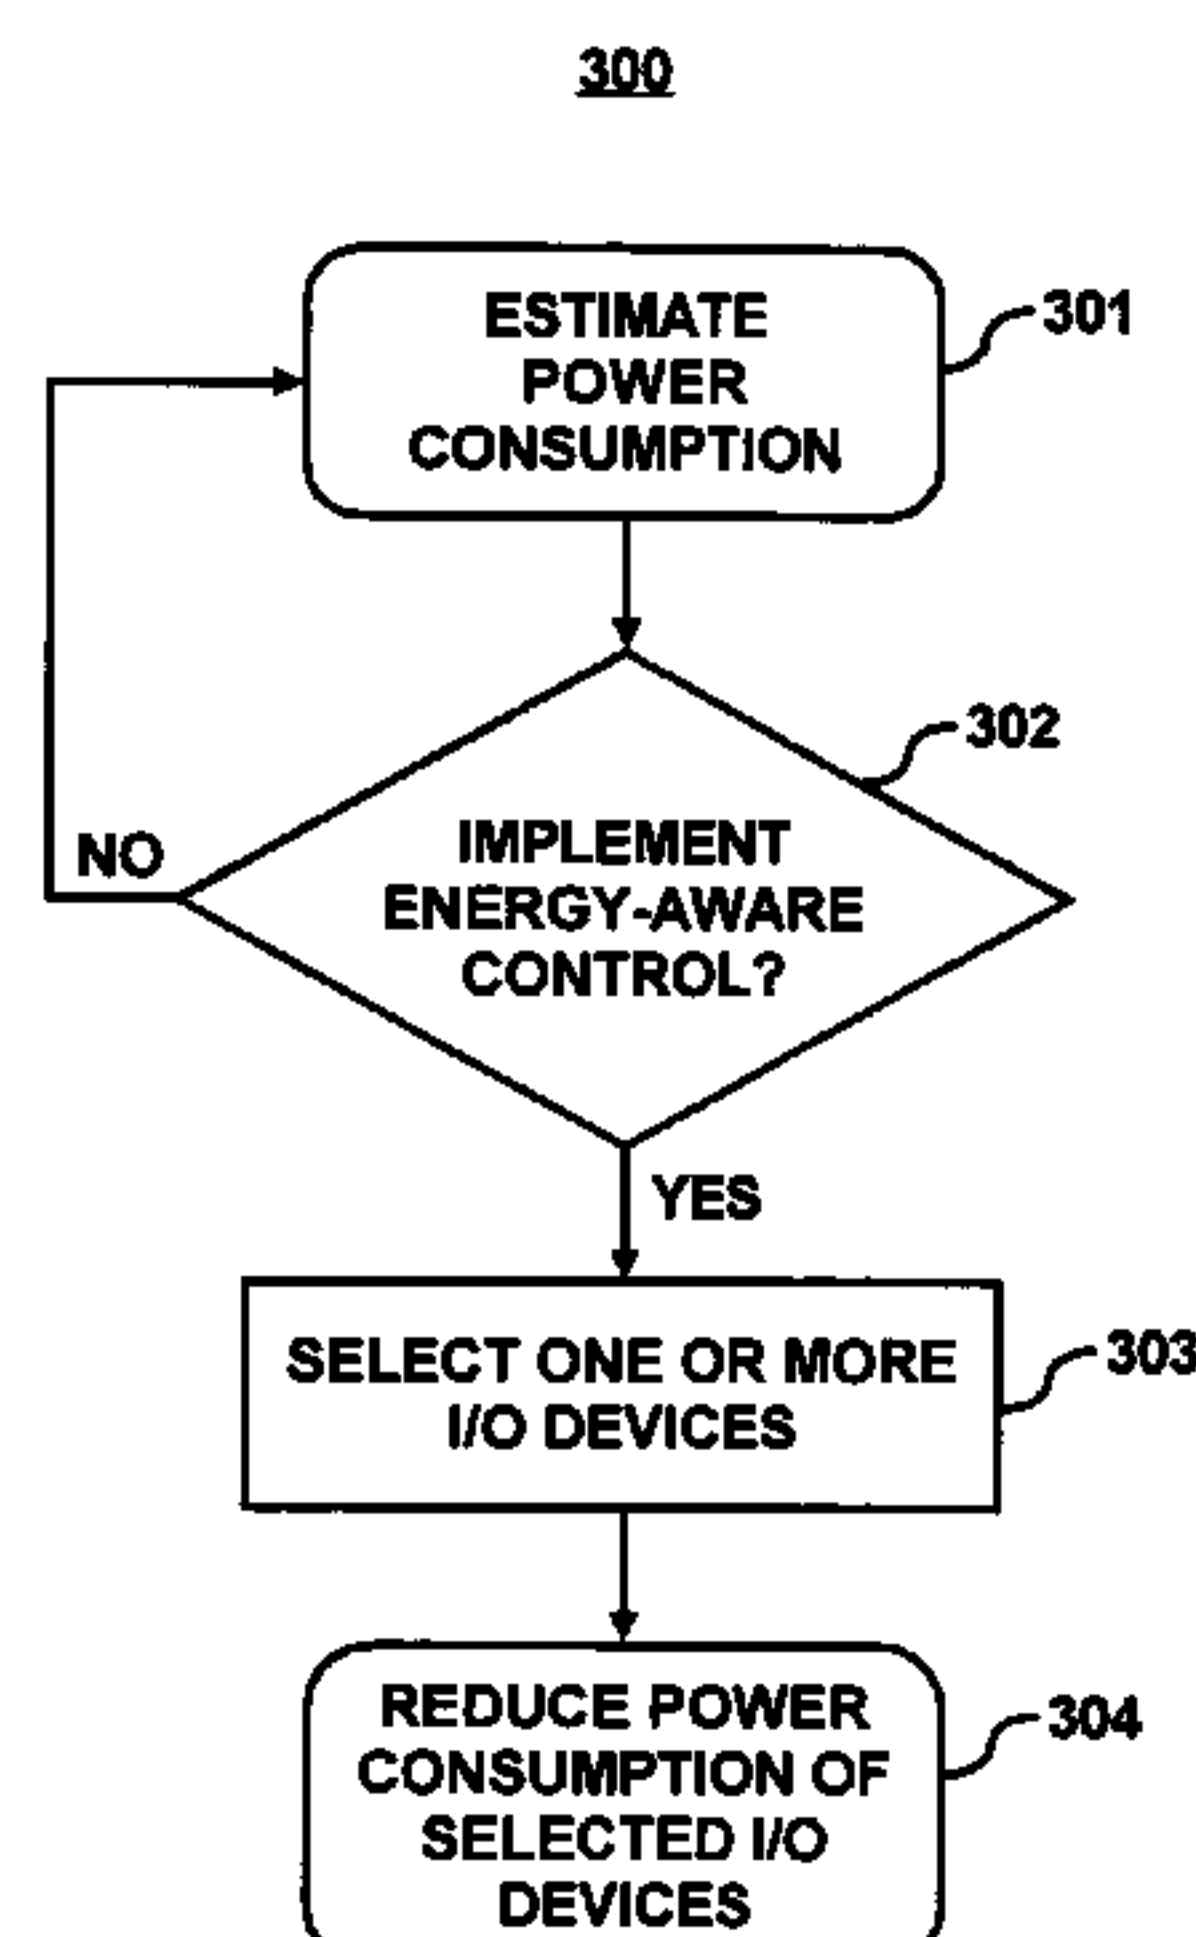 300
ESTIMATE
POWER
CONSUMPTION
301
302
IMPLEMENT
ENERGY-AWARE
CONTROL?
NO
YES
SELECT ONE OR MORE
I/O DEVICES
303
REDUCE POWER
CONSUMPTION OF
SELECTED I/O
DEVICES
304